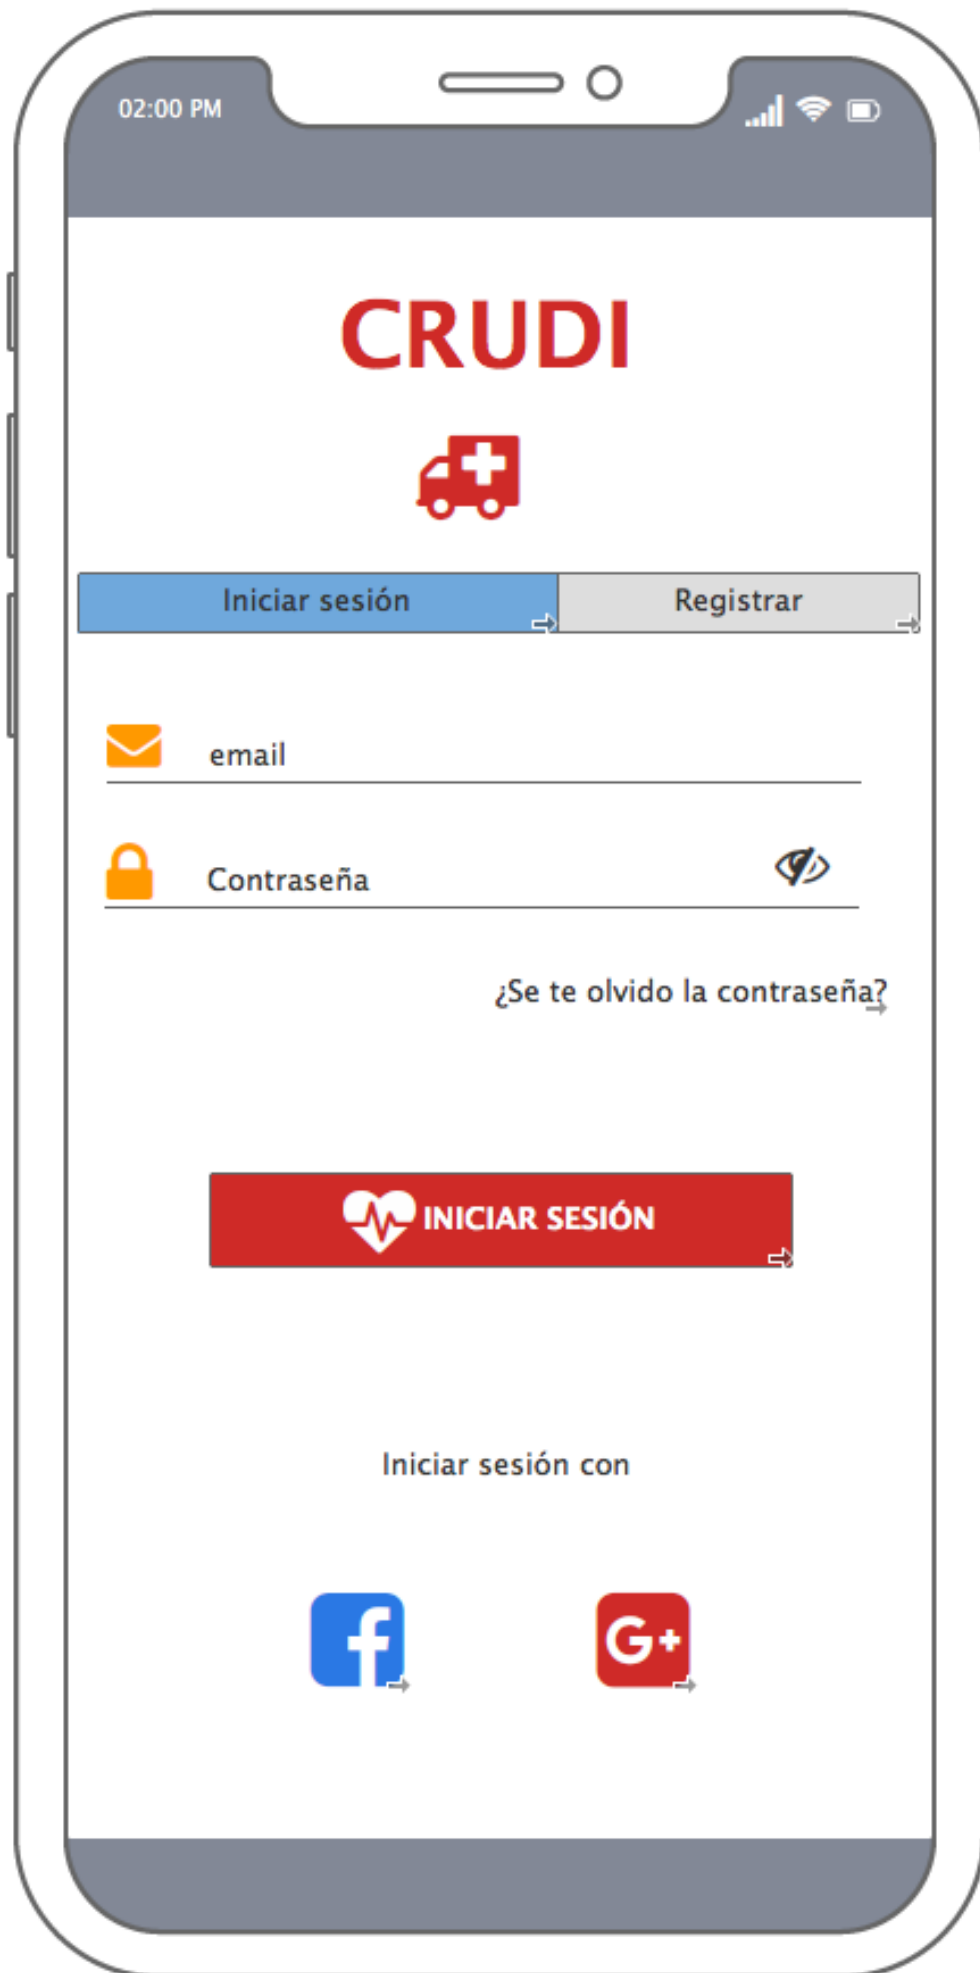 02:00 PM
CRUDI
Iniciar sesión
Registrar
email
Contraseña
¿Se te olvido la contraseña?
INICIAR SESIÓN
Iniciar sesión con
f
G+